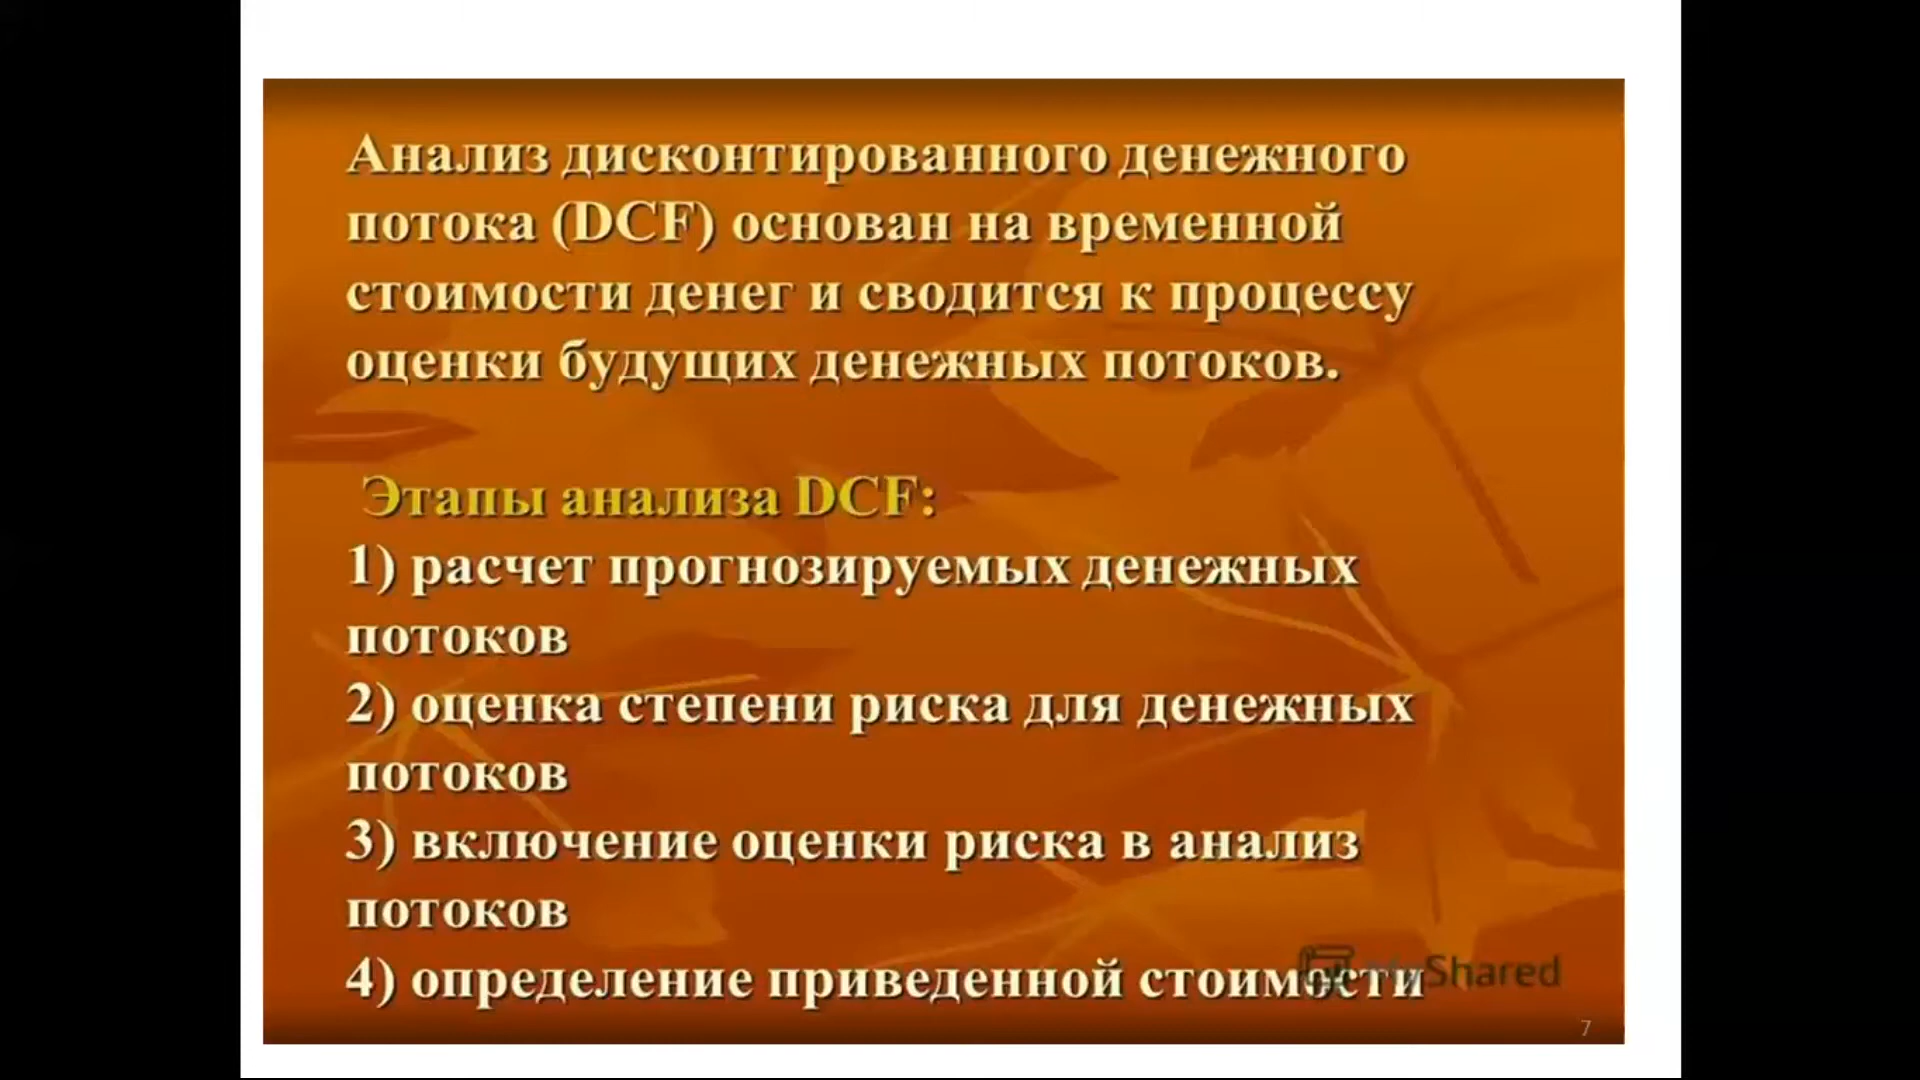 Анализ дисконтированного денежного
потока (DCF) основан на временной
стоимости денег и сводится к процессу
оценки будущих денежных потоков.
Этапы анализа DCF:
1) расчет прогнозируемых денежных
потоков
2) оценка степени риска для денежных
потоков
3) включение оценки риска в анализ
потоков
4) определение приведенной стоимости
MyShared
7